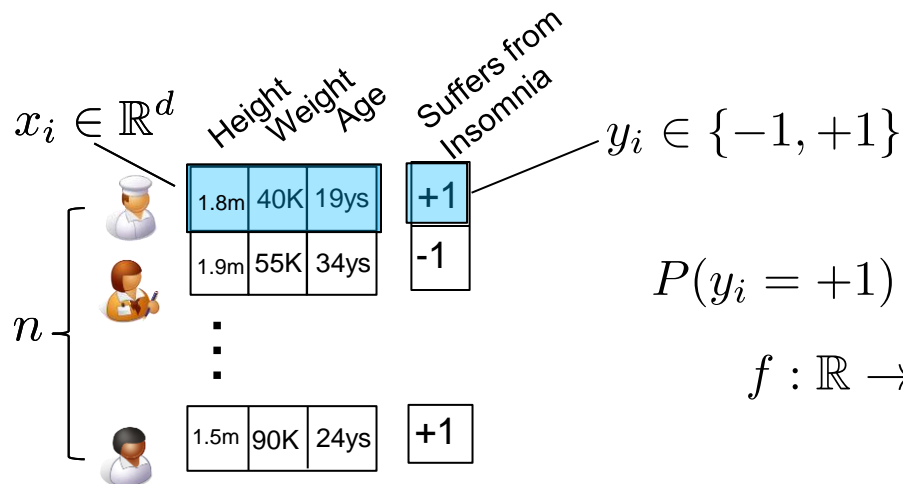 Height Weight Age
Suffers from
Insomnia
x_i ∈ ℝ^d
y_i ∈ {−1, +1}
1.8m 40K 19ys +1
1.9m 55K 34ys -1
P(y_i = +1)
n
⋮
f : ℝ →
1.5m 90K 24ys +1